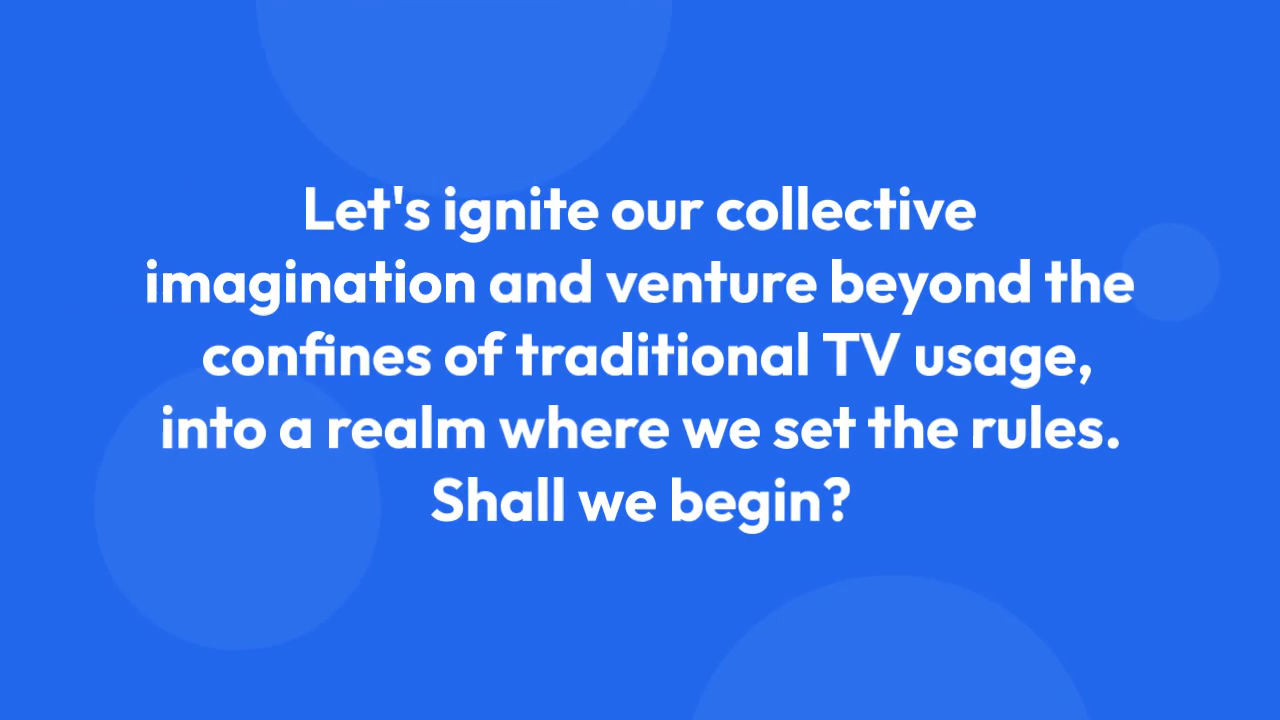 Let's ignite our collective
imagination and venture beyond the
confines of traditional TV usage,
into a realm where we set the rules.
Shall we begin?